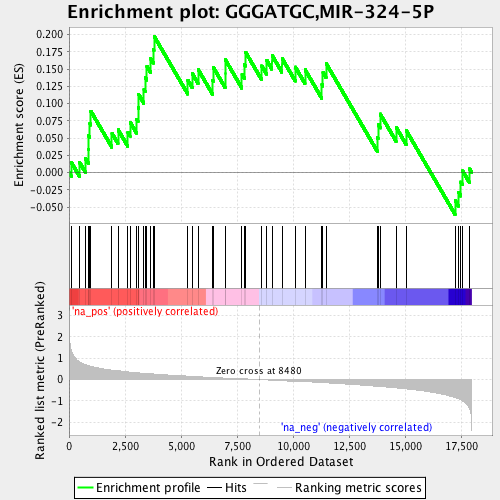 Enrichment plot: GGGATGC,MIR-324-5P
Enrichment score (ES)
0.200
0.175
0.150
0.125
0.100
0.075
0.050
0.025
0.000
-0.025
-0.050
'na_pos' (positively correlated)
Ranked list metric (PreRanked)
3
2
1
0
-1
-2
Zero cross at 8480
'na_neg' (negatively correlated)
0 2,500 5,000 7,500 10,000 12,500 15,000 17,500
Rank in Ordered Dataset
Enrichment profile Hits Ranking metric scores